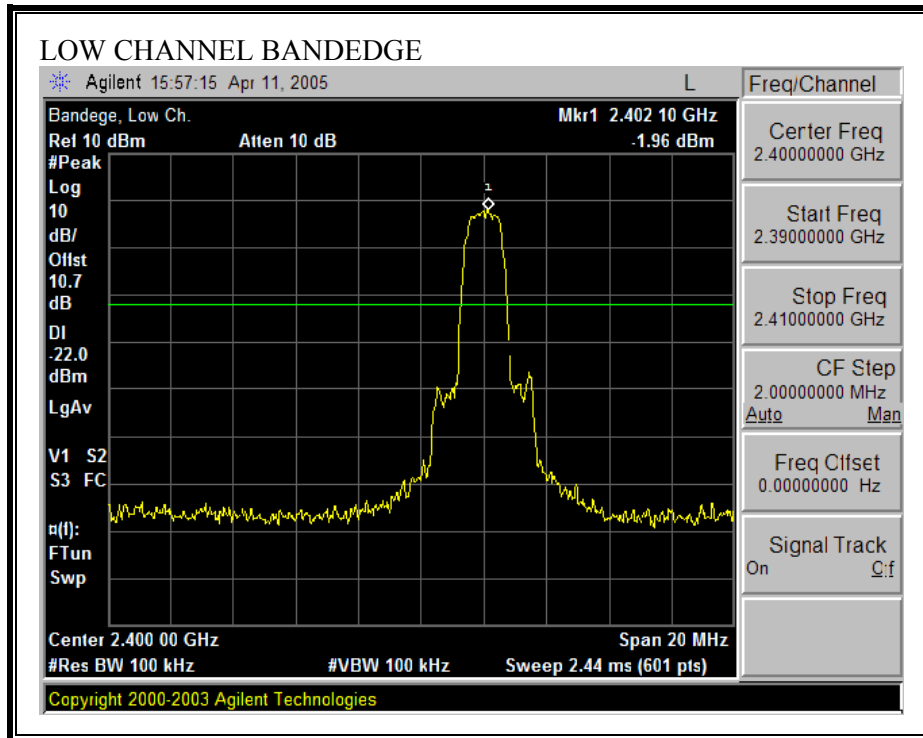 LOW CHANNEL BANDEDGE
Agilent 15:57:15 Apr 11, 2005 L
Freq/Channel
Bandege, Low Ch.
Mkr1 2.402 10 GHz
Ref 10 dBm Atten 10 dB -1.96 dBm
#Peak
Log
10
dB/
Offst
10.7
dB
DI
-22.0
dBm
LgAv
V1 S2
S3 FC
¤(f):
FTun
Swp
1
Center 2.400 00 GHz Span 20 MHz
#Res BW 100 kHz #VBW 100 kHz Sweep 2.44 ms (601 pts)
Copyright 2000-2003 Agilent Technologies
Center Freq
2.40000000 GHz
Start Freq
2.39000000 GHz
Stop Freq
2.41000000 GHz
CF Step
2.00000000 MHz
Auto Man
Freq Offset
0.00000000 Hz
Signal Track
On Off